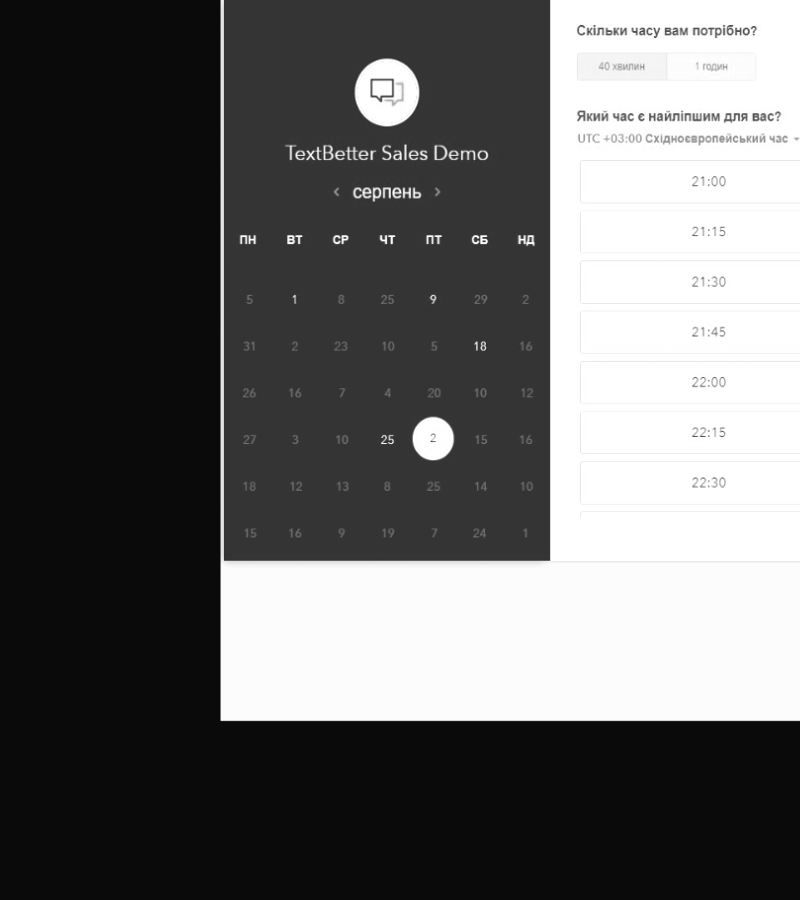 TextBetter Sales Demo
серпень
ПН ВТ СР ЧТ ПТ СБ НД
5 1 8 25 9 29 2
31 2 23 10 5 18 16
26 16 7 4 20 10 12
27 3 10 25 2 15 16
18 12 13 8 25 14 10
15 16 9 19 7 24 1
Скільки часу вам потрібно?
40 хвилин 1 годин
Який час є найліпшим для вас?
UTC +03:00 Східноєвропейський час
21:00
21:15
21:30
21:45
22:00
22:15
22:30